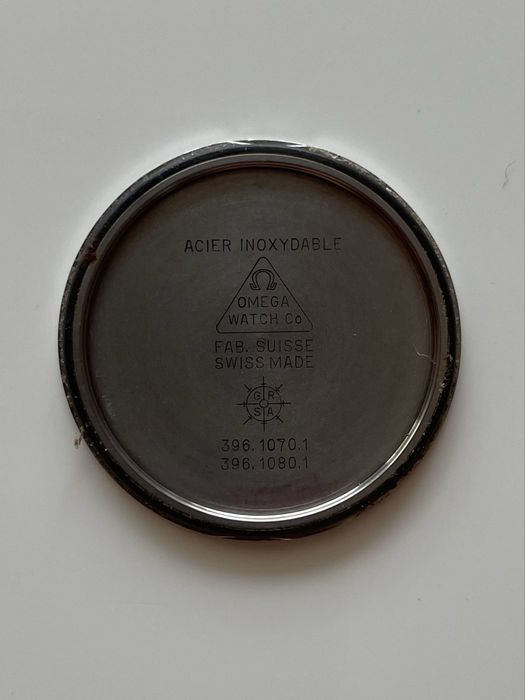 ACIER INOXYDABLE
Ω
OMEGA
WATCH Co
FAB. SUISSE
SWISS MADE
G R
S A
396.1070.1
396.1080.1